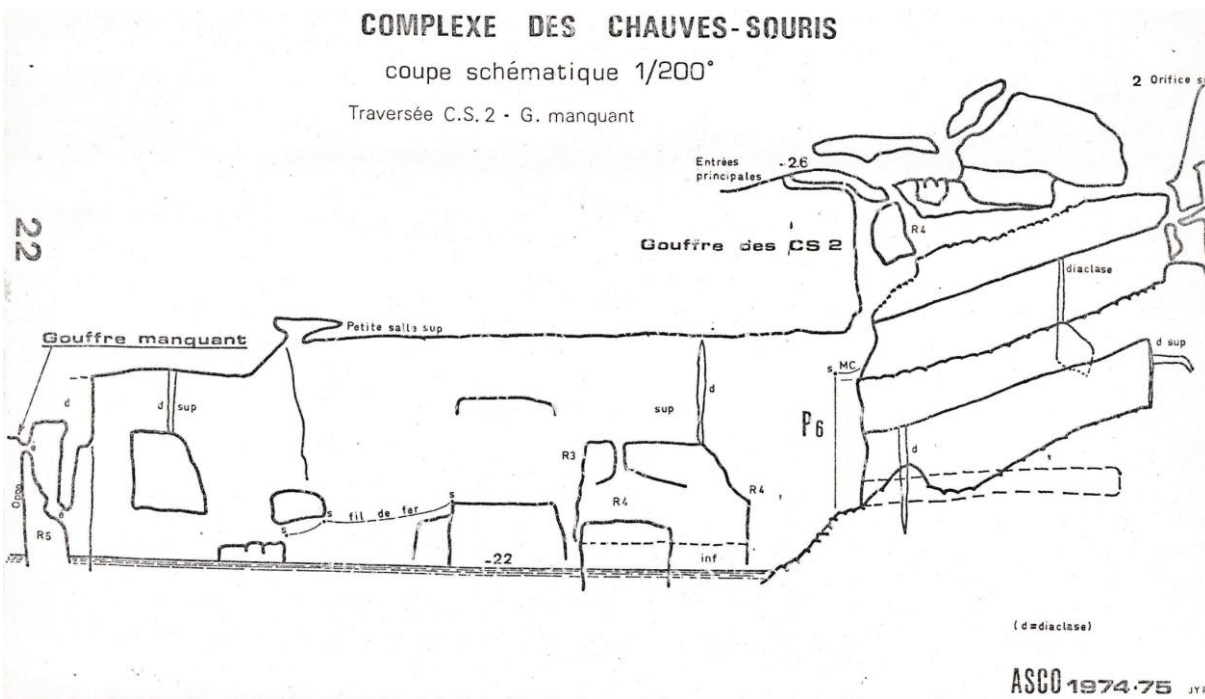 COMPLEXE DES CHAUVES-SOURIS
coupe schématique 1/200°
Traversée C.S. 2 - G. manquant
2 Orifice s
Entrées
principales
-2.6
R4
Gouffre des CS 2
diaclase
22
Petite salle sup
Gouffre manquant
d sup
s. MC
d
d sup
d
sup
P6
R3
R4
R4
d
s
fil de fer
s
s
R5
-22
inf
(d=diaclase)
ASCO 1974-75